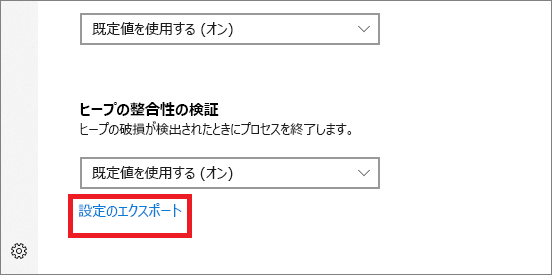 既定値を使用する (オン)
ヒープの整合性の検証
ヒープの破損が検出されたときにプロセスを終了します。
既定値を使用する (オン)
設定のエクスポート